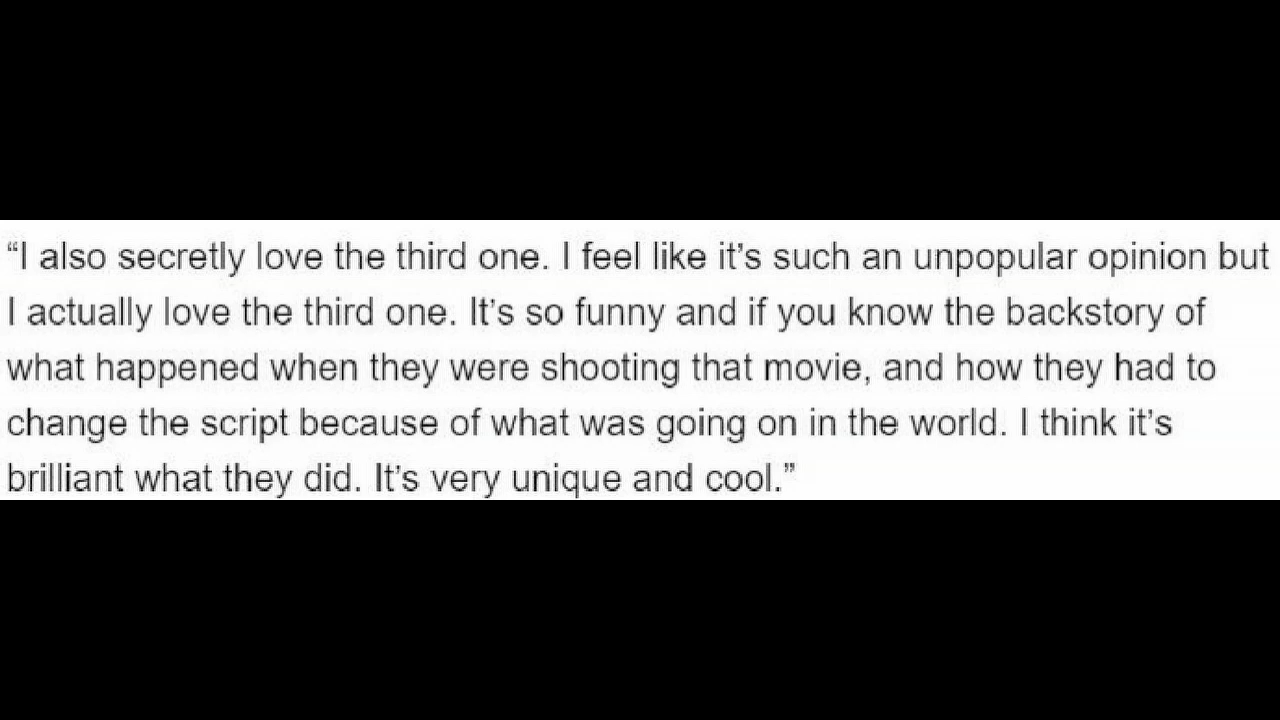 “I also secretly love the third one. I feel like it’s such an unpopular opinion but
I actually love the third one. It’s so funny and if you know the backstory of
what happened when they were shooting that movie, and how they had to
change the script because of what was going on in the world. I think it’s
brilliant what they did. It’s very unique and cool.”